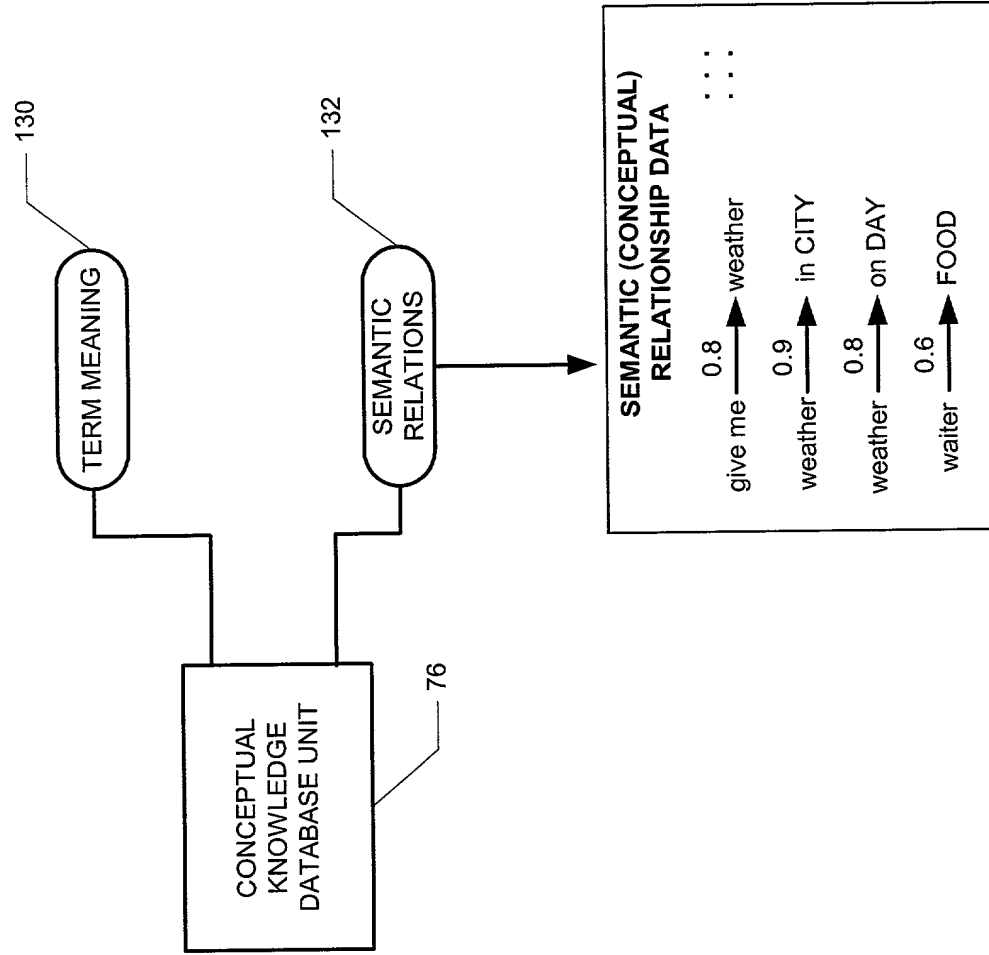 CONCEPTUAL
KNOWLEDGE
DATABASE UNIT
76
TERM MEANING
130
SEMANTIC
RELATIONS
132
SEMANTIC (CONCEPTUAL)
RELATIONSHIP DATA
give me 0.8 weather . . .
weather 0.9 in CITY . . .
weather 0.8 on DAY
waiter 0.6 FOOD